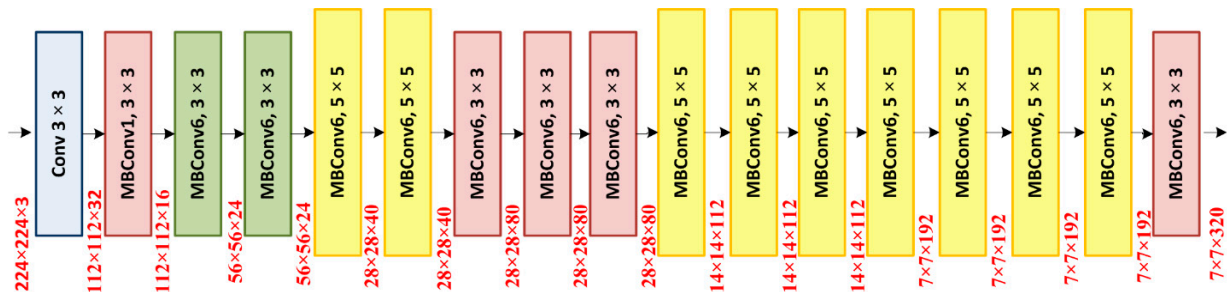 224×224×3
Conv 3 × 3
112×112×32
MBConv1, 3 × 3
112×112×16
MBConv6, 3 × 3
56×56×24
MBConv6, 3 × 3
56×56×24
MBConv6, 5 × 5
28×28×40
MBConv6, 5 × 5
28×28×40
MBConv6, 3 × 3
28×28×80
MBConv6, 3 × 3
28×28×80
MBConv6, 3 × 3
28×28×80
MBConv6, 5 × 5
14×14×112
MBConv6, 5 × 5
14×14×112
MBConv6, 5 × 5
14×14×112
MBConv6, 5 × 5
7×7×192
MBConv6, 5 × 5
7×7×192
MBConv6, 5 × 5
7×7×192
MBConv6, 5 × 5
7×7×192
MBConv6, 3 × 3
7×7×320